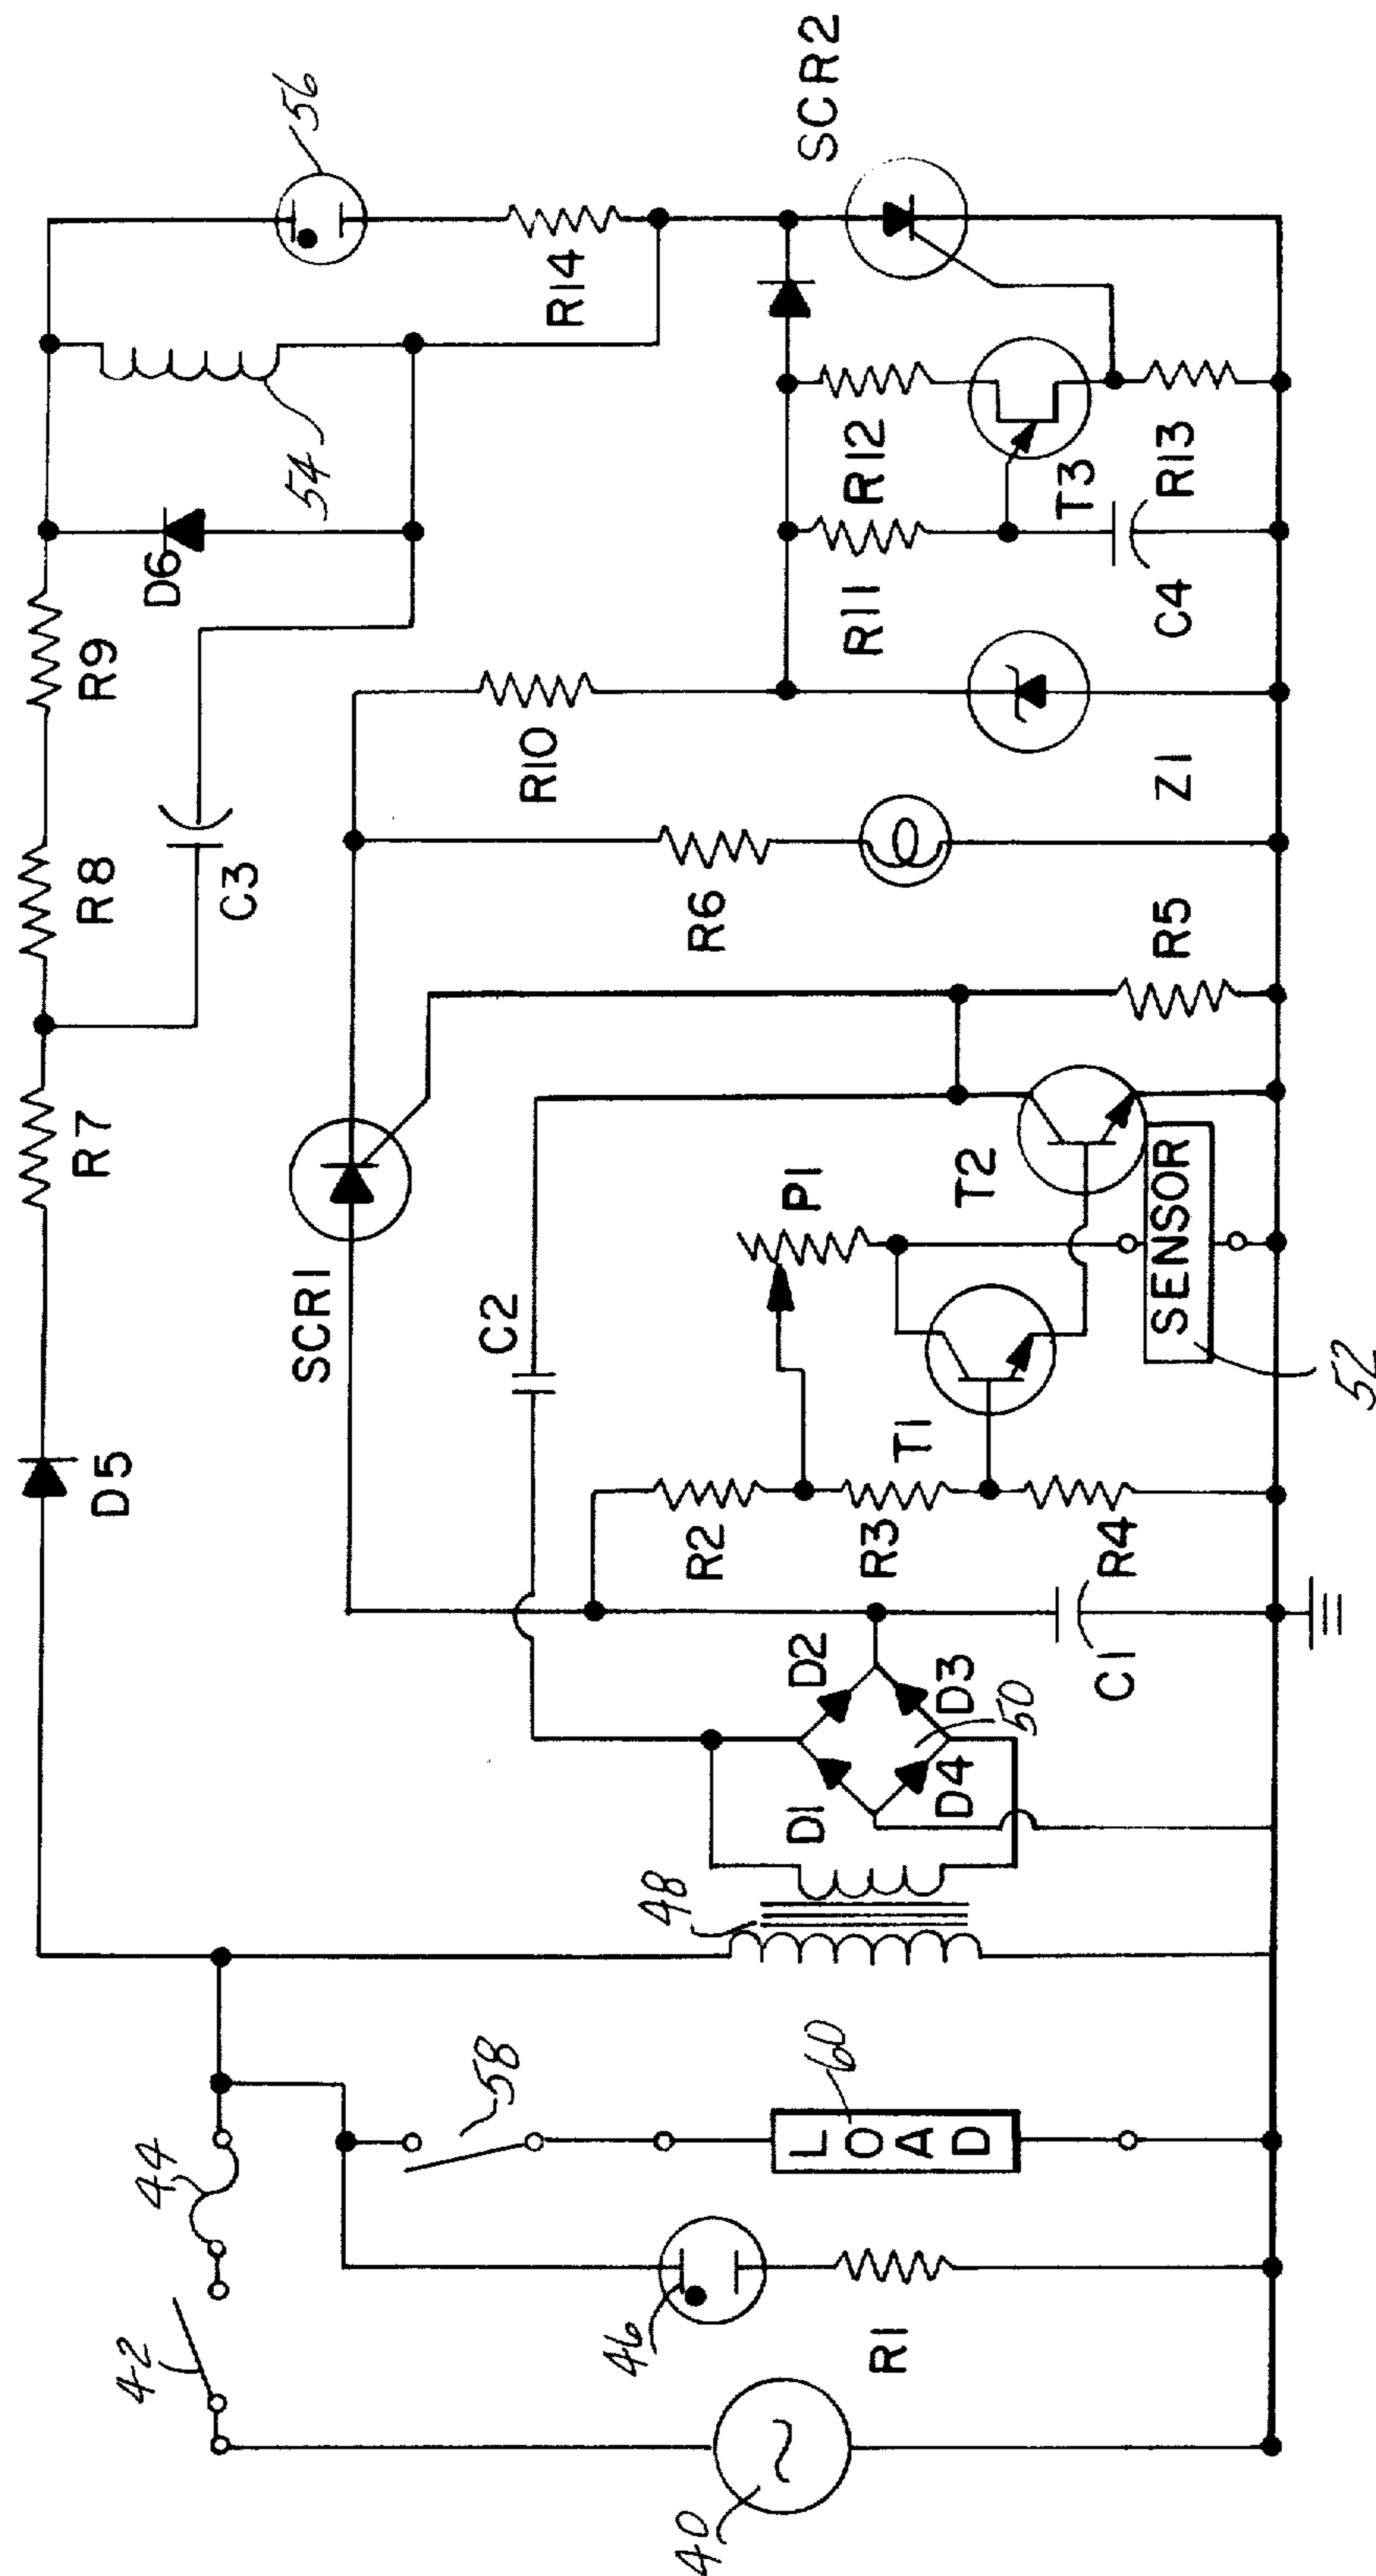 40
42
44
46
R1
58
LOAD
60
48
D1
D2
D3
D4
50
C1
D5
R2
R3
R4
T1
C2
P1
SCR1
T2
SENSOR
52
R5
R7
R8
R9
C3
R6
R10
Z1
D6
54
R11
C4
R12
T3
R13
56
R14
SCR2